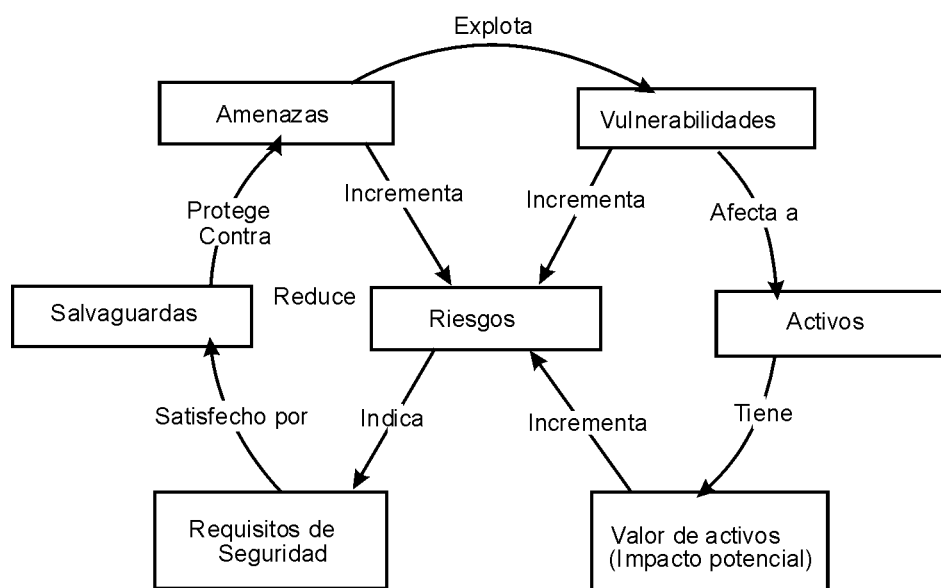 Explota
Amenazas
Vulnerabilidades
Incrementa
Incrementa
Protege
Contra
Afecta a
Salvaguardas
Reduce
Riesgos
Activos
Satisfecho por
Indica
Incrementa
Tiene
Requisitos de
Seguridad
Valor de activos
(Impacto potencial)